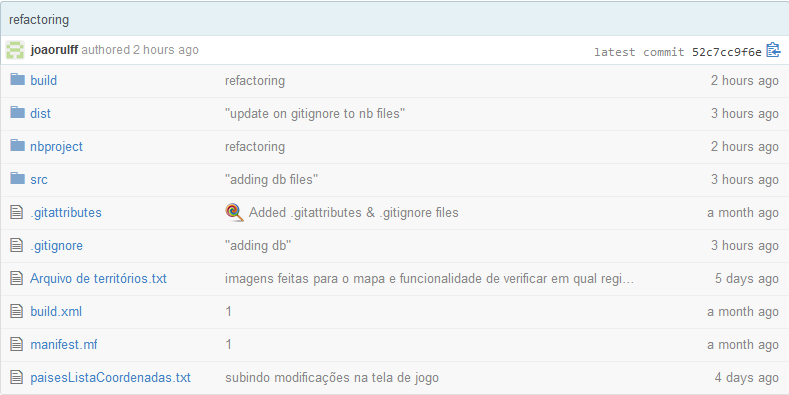 refactoring
joaorulff authored 2 hours ago latest commit 52c7cc9f6e
build refactoring 2 hours ago
dist "update on gitignore to nb files" 3 hours ago
nbproject refactoring 2 hours ago
src "adding db files" 3 hours ago
.gitattributes Added .gitattributes & .gitignore files a month ago
.gitignore "adding db" 3 hours ago
Arquivo de territórios.txt imagens feitas para o mapa e funcionalidade de verificar em qual regi... 5 days ago
build.xml 1 a month ago
manifest.mf 1 a month ago
paisesListaCoordenadas.txt subindo modificações na tela de jogo 4 days ago